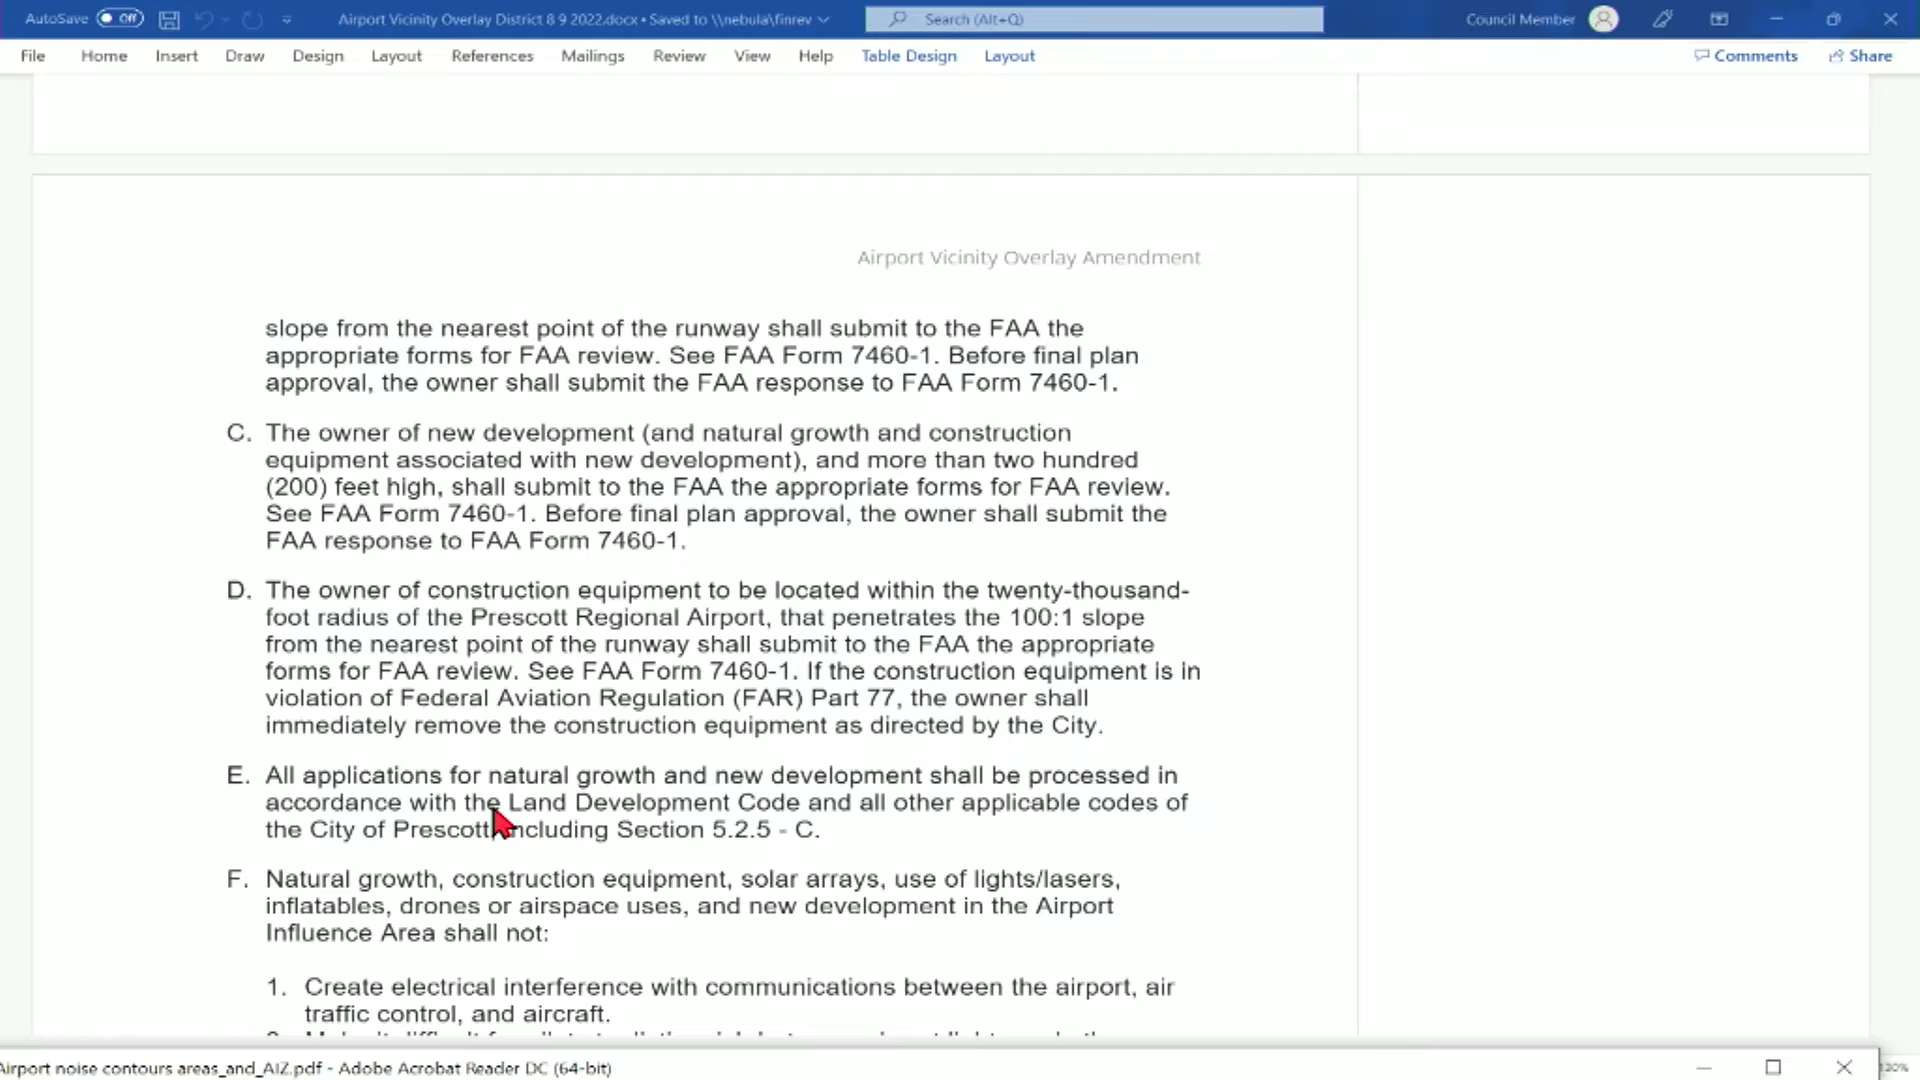 AutoSave Off Airport Vicinity Overlay District 8 9 2022.docx • Saved to \\nebula\finrev Search (Alt+Q) Council Member
File Home Insert Draw Design Layout References Mailings Review View Help Table Design Layout Comments Share
Airport Vicinity Overlay Amendment
slope from the nearest point of the runway shall submit to the FAA the
appropriate forms for FAA review. See FAA Form 7460-1. Before final plan
approval, the owner shall submit the FAA response to FAA Form 7460-1.
C. The owner of new development (and natural growth and construction
equipment associated with new development), and more than two hundred
(200) feet high, shall submit to the FAA the appropriate forms for FAA review.
See FAA Form 7460-1. Before final plan approval, the owner shall submit the
FAA response to FAA Form 7460-1.
D. The owner of construction equipment to be located within the twenty-thousand-
foot radius of the Prescott Regional Airport, that penetrates the 100:1 slope
from the nearest point of the runway shall submit to the FAA the appropriate
forms for FAA review. See FAA Form 7460-1. If the construction equipment is in
violation of Federal Aviation Regulation (FAR) Part 77, the owner shall
immediately remove the construction equipment as directed by the City.
E. All applications for natural growth and new development shall be processed in
accordance with the Land Development Code and all other applicable codes of
the City of Prescott including Section 5.2.5 - C.
F. Natural growth, construction equipment, solar arrays, use of lights/lasers,
inflatables, drones or airspace uses, and new development in the Airport
Influence Area shall not:
1. Create electrical interference with communications between the airport, air
traffic control, and aircraft.
Airport noise contours areas_and_AIZ.pdf - Adobe Acrobat Reader DC (64-bit)